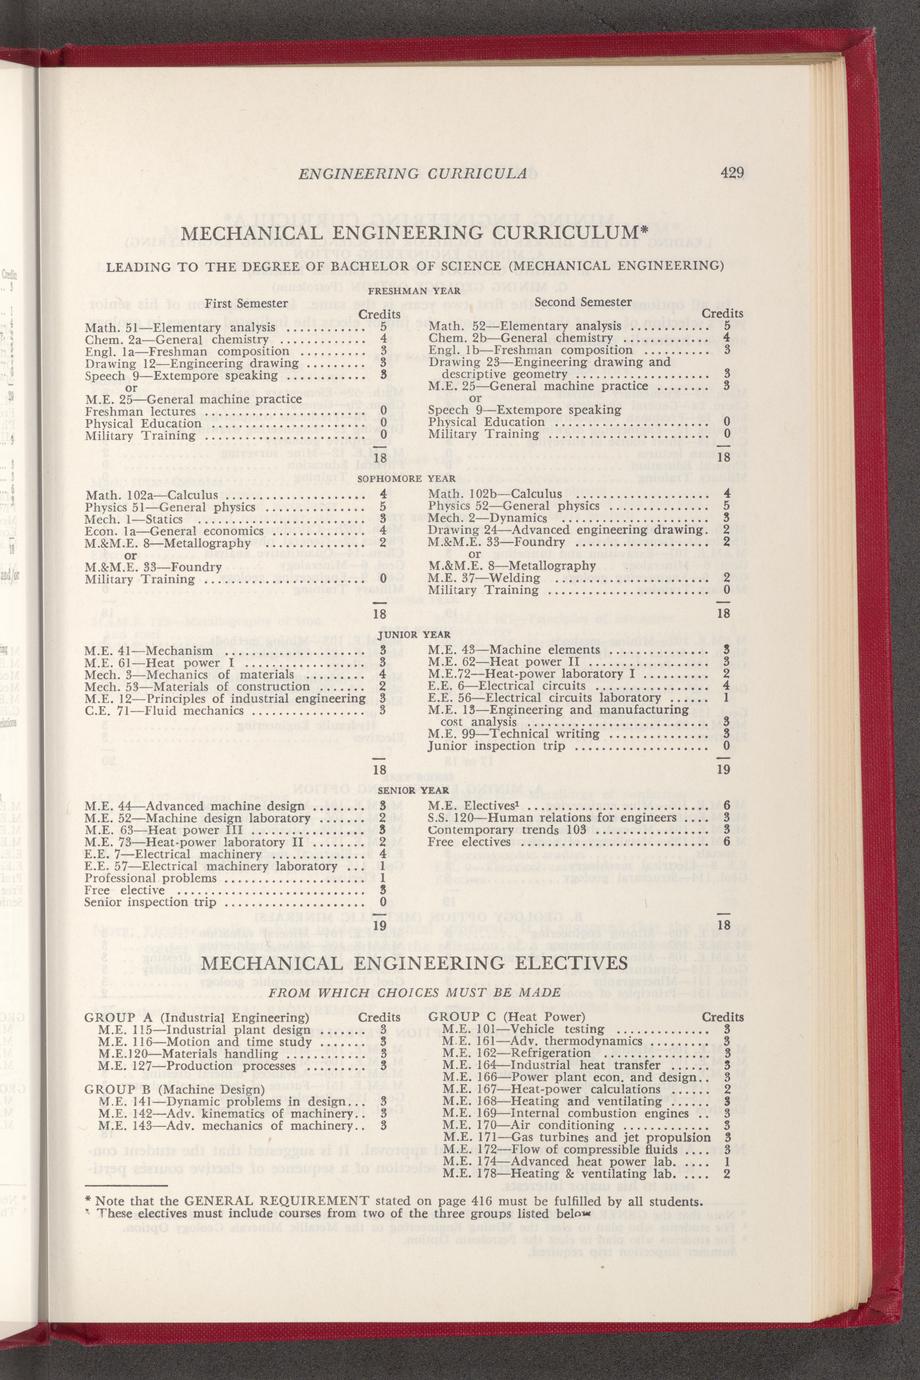 ENGINEERING CURRICULA 429
MECHANICAL ENGINEERING CURRICULUM*
LEADING TO THE DEGREE OF BACHELOR OF SCIENCE (MECHANICAL ENGINEERING)
FRESHMAN YEAR
First Semester
Credits
Math. 51—Elementary analysis ............ 5
Chem. 2a—General chemistry ............ 4
Engl. 1a—Freshman composition .......... 3
Drawing 12—Engineering drawing ......... 3
Speech 9—Extempore speaking ............ 3
or
M.E. 25—General machine practice
Freshman lectures ....................... 0
Physical Education ...................... 0
Military Training ....................... 0
18
Second Semester
Credits
Math. 52—Elementary analysis ............ 5
Chem. 2b—General chemistry ............. 4
Engl. 1b—Freshman composition .......... 3
Drawing 23—Engineering drawing and
descriptive geometry ................... 3
M.E. 25—General machine practice ........ 3
or
Speech 9—Extempore speaking
Physical Education ...................... 0
Military Training ....................... 0
18
SOPHOMORE YEAR
Math. 102a—Calculus .................... 4
Physics 51—General physics .............. 5
Mech. 1—Statics ........................ 3
Econ. 1a—General economics ............. 4
M.&M.E. 8—Metallography ............... 2
or
M.&M.E. 33—Foundry
Military Training ....................... 0
18
Math. 102b—Calculus ................... 4
Physics 52—General physics .............. 5
Mech. 2—Dynamics ..................... 3
Drawing 24—Advanced engineering drawing. 2
M.&M.E. 33—Foundry ................... 2
or
M.&M.E. 8—Metallography
M.E. 37—Welding ...................... 2
Military Training ....................... 0
18
JUNIOR YEAR
M.E. 41—Mechanism .................... 3
M.E. 61—Heat power I ................. 3
Mech. 3—Mechanics of materials ......... 4
Mech. 53—Materials of construction ....... 2
M.E. 12—Principles of industrial engineering 3
C.E. 71—Fluid mechanics ................ 3
18
M.E. 43—Machine elements ............... 3
M.E. 62—Heat power II ................. 3
M.E.72—Heat-power laboratory I .......... 2
E.E. 6—Electrical circuits ................ 4
E.E. 56—Electrical circuits laboratory ...... 1
M.E. 13—Engineering and manufacturing
cost analysis .......................... 3
M.E. 99—Technical writing .............. 3
Junior inspection trip ................... 0
19
SENIOR YEAR
M.E. 44—Advanced machine design ........ 3
M.E. 52—Machine design laboratory ....... 2
M.E. 63—Heat power III ................ 3
M.E. 73—Heat-power laboratory II ........ 2
E.E. 7—Electrical machinery ............. 4
E.E. 57—Electrical machinery laboratory ... 1
Professional problems .................... 1
Free elective ........................... 3
Senior inspection trip .................... 0
19
M.E. Electives¹ .......................... 6
S.S. 120—Human relations for engineers .... 3
Contemporary trends 103 ................ 3
Free electives ........................... 6
18
MECHANICAL ENGINEERING ELECTIVES
FROM WHICH CHOICES MUST BE MADE
GROUP A (Industrial Engineering) Credits
M.E. 115—Industrial plant design ....... 3
M.E. 116—Motion and time study ....... 3
M.E.120—Materials handling ........... 3
M.E. 127—Production processes ......... 3
GROUP B (Machine Design)
M.E. 141—Dynamic problems in design... 3
M.E. 142—Adv. kinematics of machinery.. 3
M.E. 143—Adv. mechanics of machinery.. 3
GROUP C (Heat Power) Credits
M.E. 101—Vehicle testing ............. 3
M.E. 161—Adv. thermodynamics ......... 3
M.E. 162—Refrigeration ............... 3
M.E. 164—Industrial heat transfer ...... 3
M.E. 166—Power plant econ, and design.. 3
M.E. 167—Heat-power calculations ...... 2
M.E. 168—Heating and ventilating ...... 3
M.E. 169—Internal combustion engines .. 3
M.E. 170—Air conditioning ............ 3
M.E. 171—Gas turbines and jet propulsion 3
M.E. 172—Flow of compressible fluids .... 3
M.E. 174—Advanced heat power lab. .... 1
M.E. 178—Heating & ventilating lab. .... 2
* Note that the GENERAL REQUIREMENT stated on page 416 must be fulfilled by all students.
These electives must include courses from two of the three groups listed below